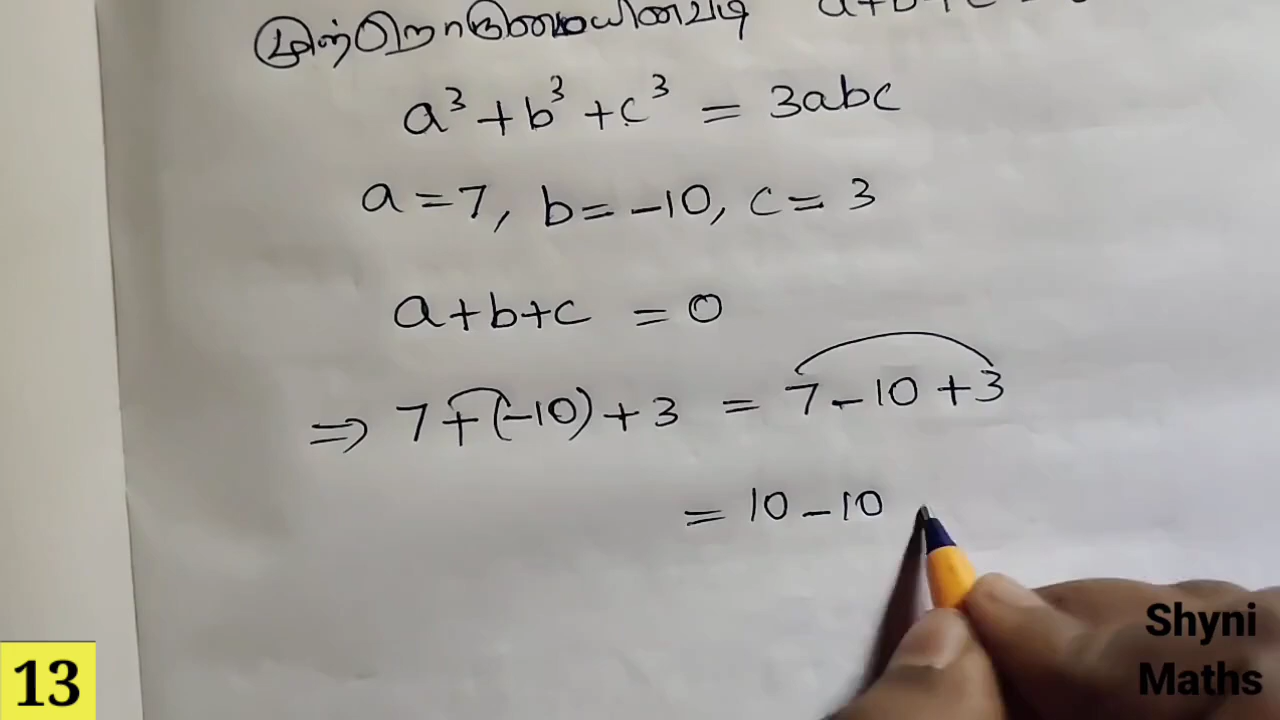 முற்றொருமையின்படி a+b+c =
a³ + b³ + c³ = 3abc
a = 7, b = -10, c = 3
a+b+c = 0
⇒ 7 + (-10) + 3 = 7 - 10 + 3
= 10 - 10
Shyni
Maths
13